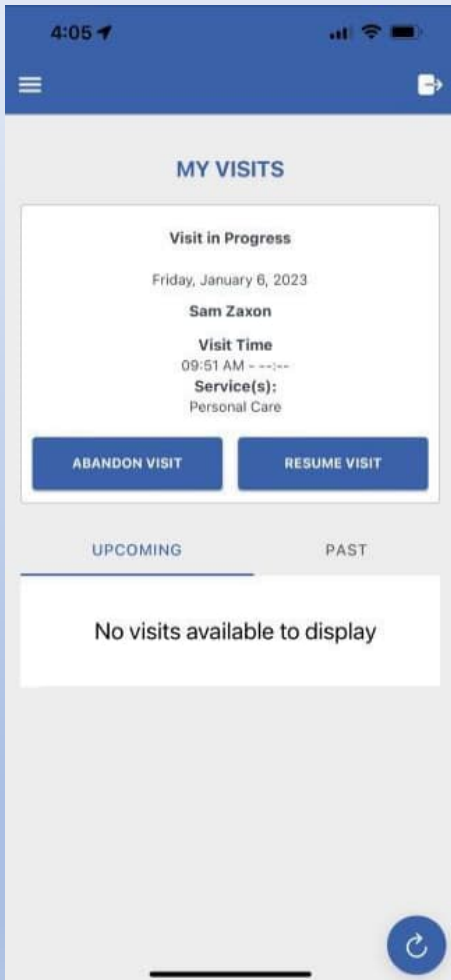 4:05
MY VISITS
Visit in Progress
Friday, January 6, 2023
Sam Zaxon
Visit Time
09:51 AM - --:--
Service(s):
Personal Care
ABANDON VISIT RESUME VISIT
UPCOMING PAST
No visits available to display